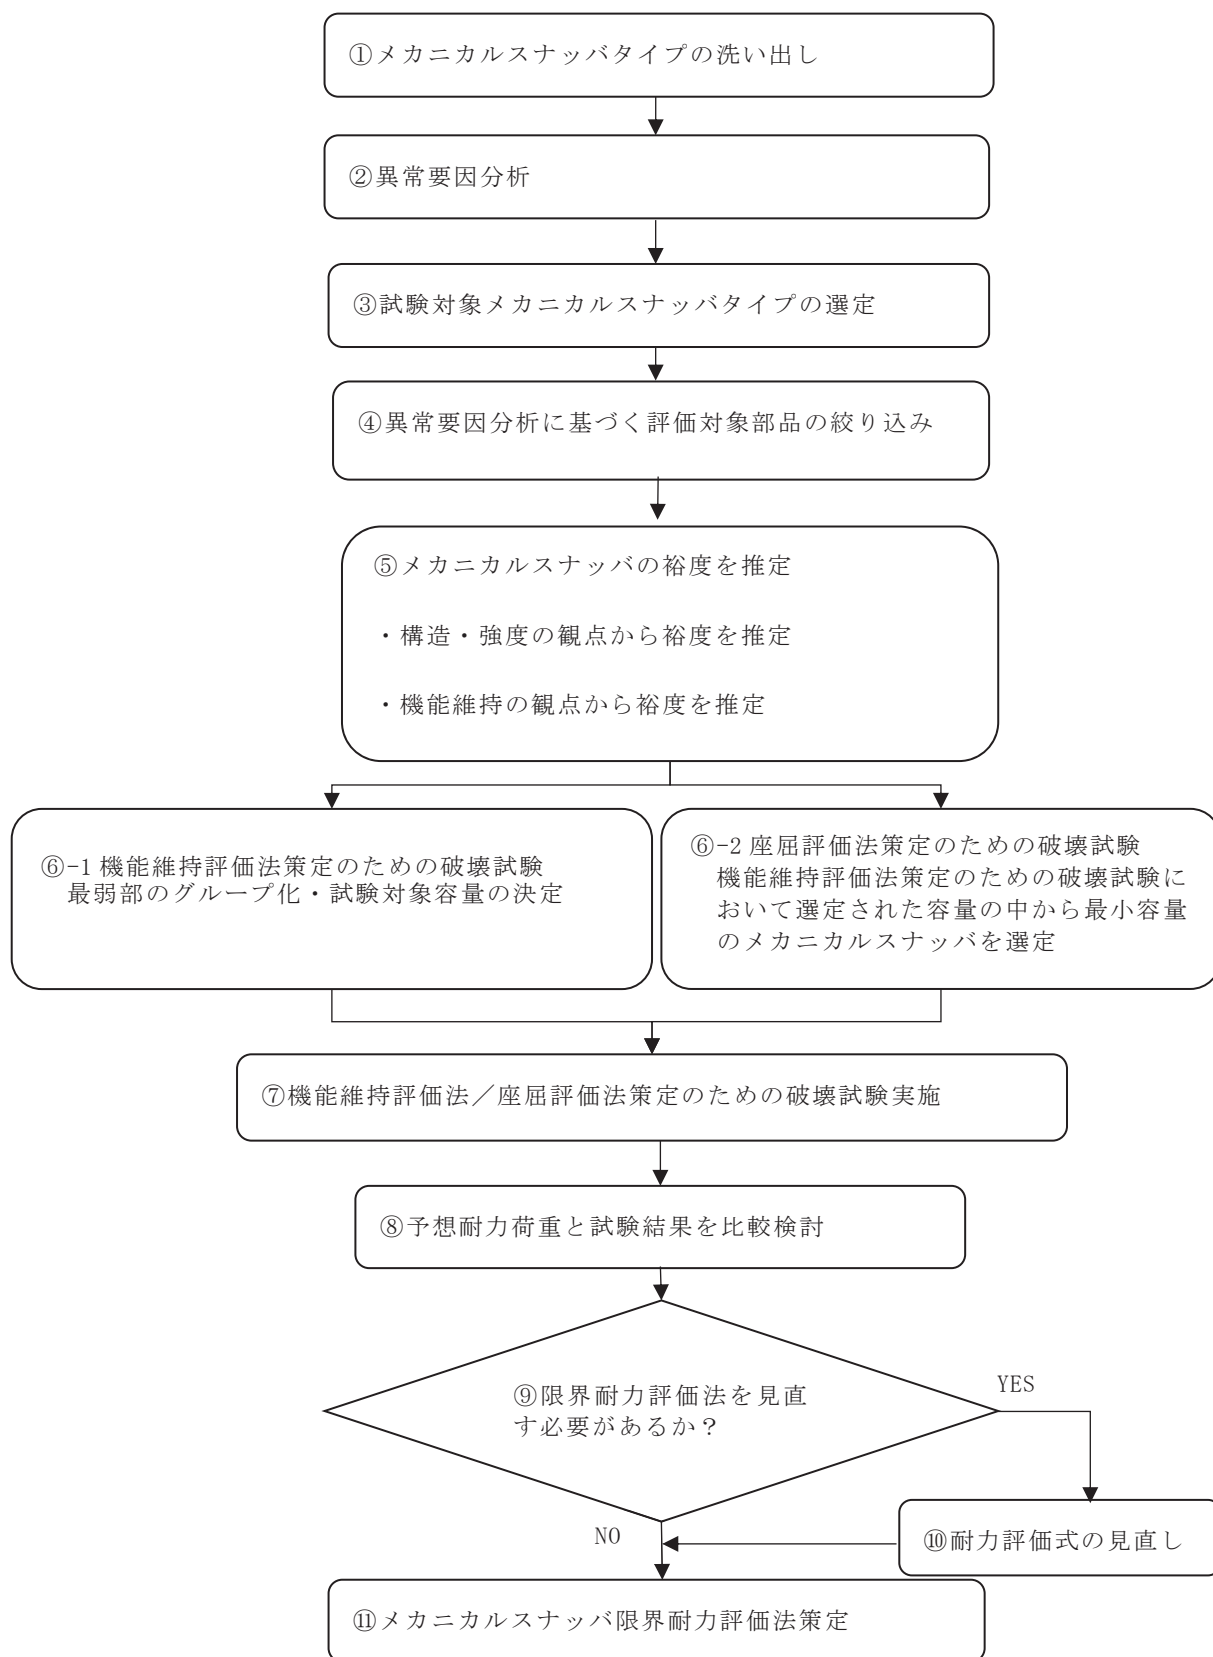 ①メカニカルスナッバタイプの洗い出し
②異常要因分析
③試験対象メカニカルスナッバタイプの選定
④異常要因分析に基づく評価対象部品の絞り込み
⑤メカニカルスナッバの裕度を推定
・構造・強度の観点から裕度を推定
・機能維持の観点から裕度を推定
⑥-1 機能維持評価法策定のための破壊試験
最弱部のグループ化・試験対象容量の決定
⑥-2 座屈評価法策定のための破壊試験
機能維持評価法策定のための破壊試験に
おいて選定された容量の中から最小容量
のメカニカルスナッバを選定
⑦機能維持評価法／座屈評価法策定のための破壊試験実施
⑧予想耐力荷重と試験結果を比較検討
⑨限界耐力評価法を見直
す必要があるか？
YES
NO
⑩耐力評価式の見直し
⑪メカニカルスナッバ限界耐力評価法策定